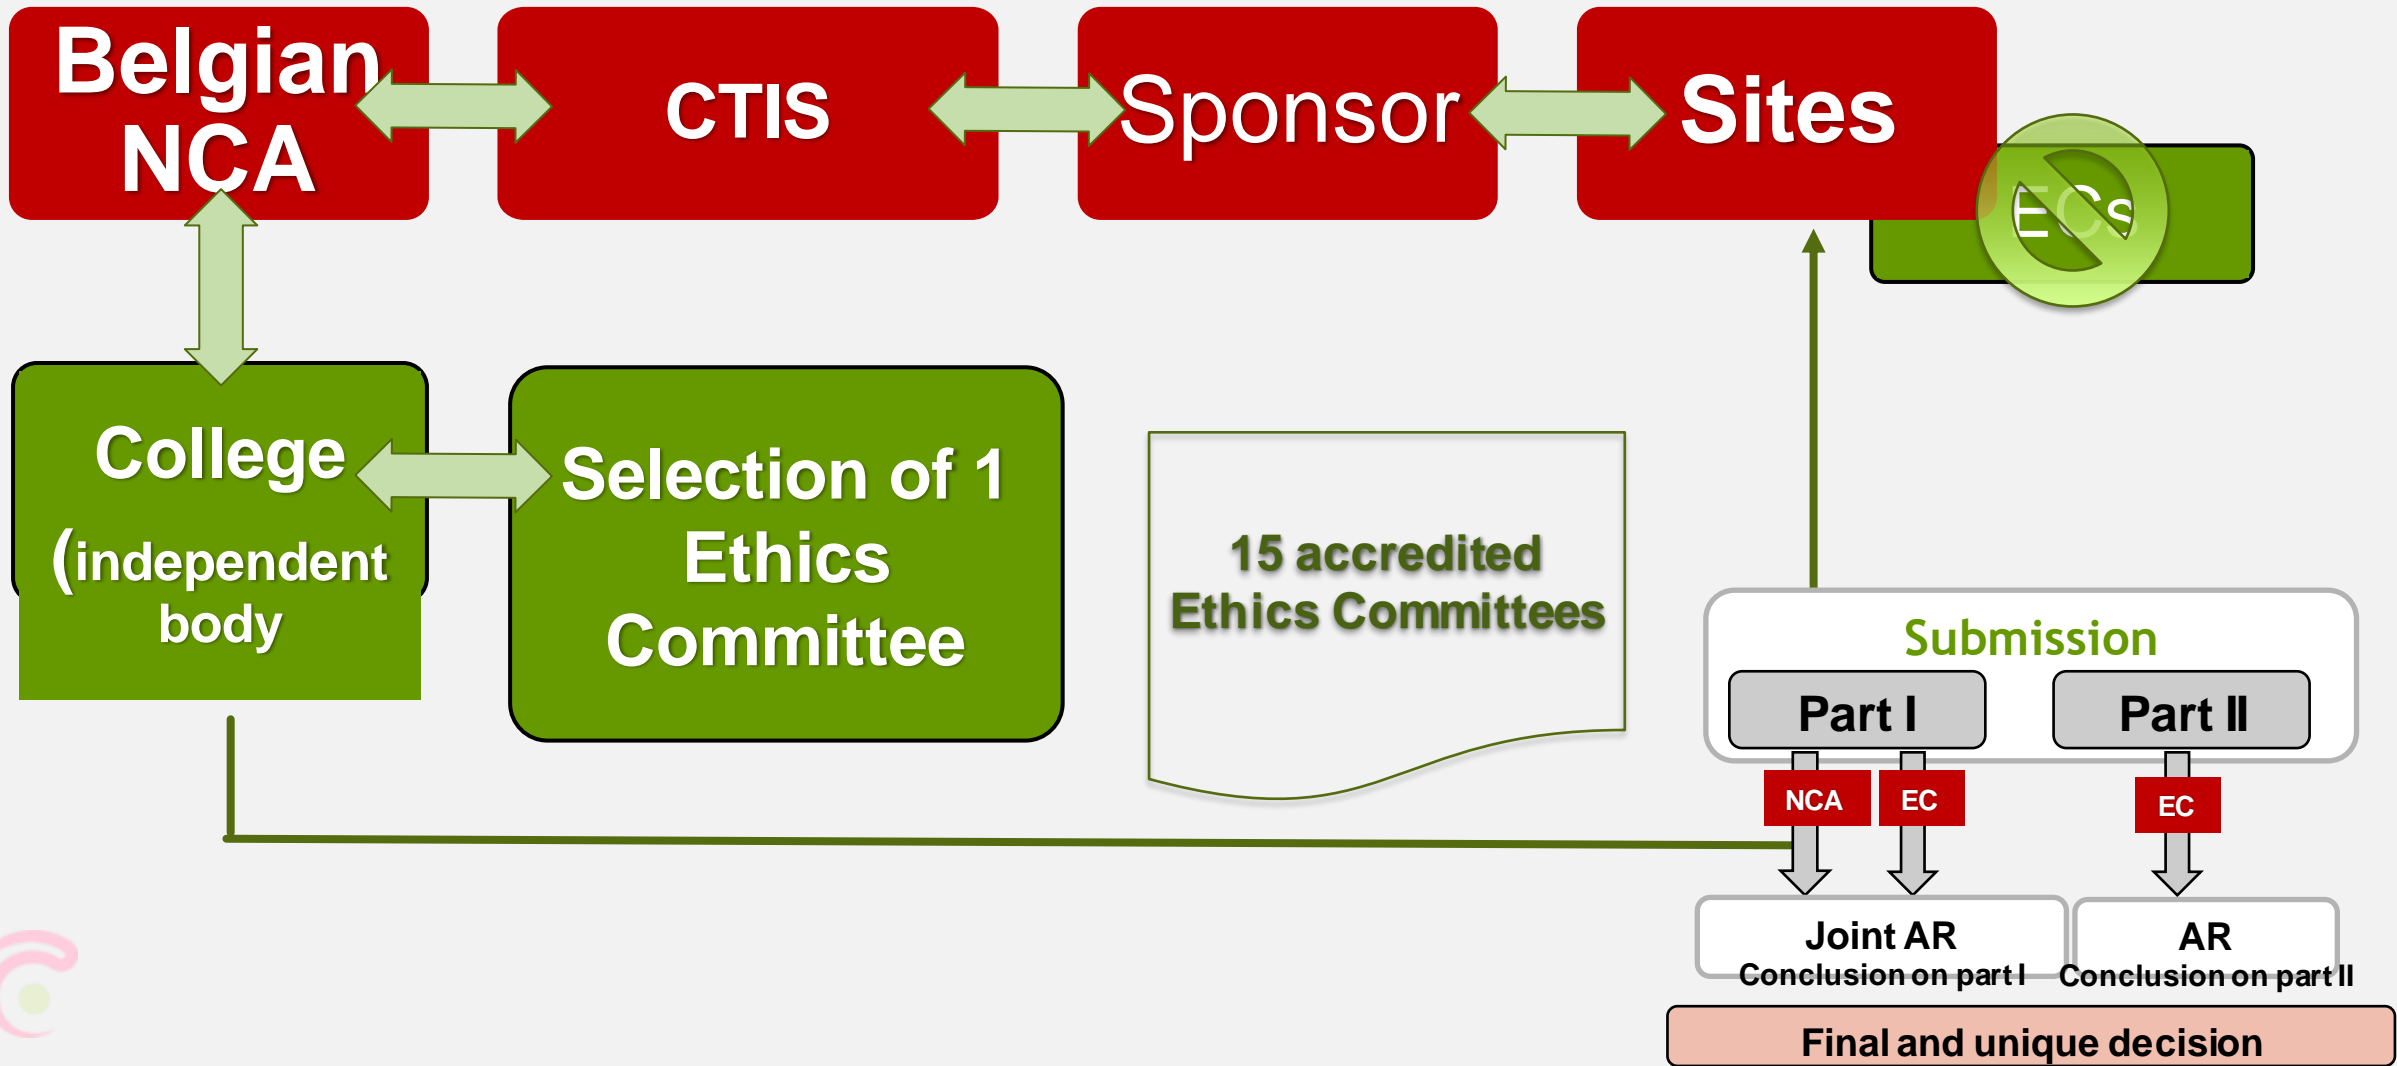 Belgian
NCA
CTIS
Sponsor
Sites
ECs
College
(independent
body
Selection of 1
Ethics
Committee
15 accredited
Ethics Committees
Submission
Part I
Part II
NCA
EC
EC
Joint AR
Conclusion on part I
AR
Conclusion on part II
Final and unique decision